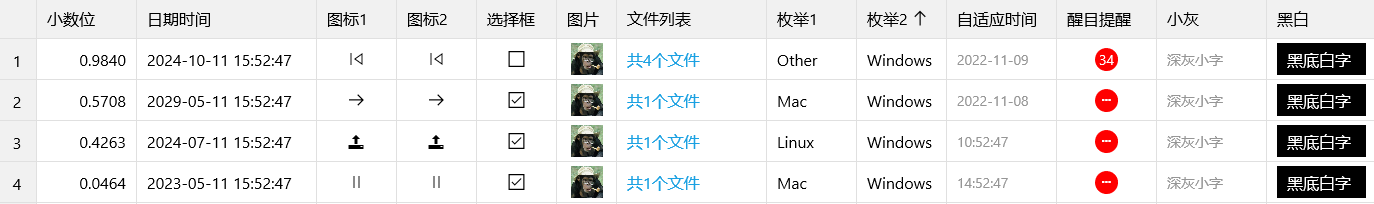 小数位 日期时间 图标1 图标2 选择框 图片 文件列表 枚举1 枚举2 自适应时间 醒目提醒 小灰 黑白
1 0.9840 2024-10-11 15:52:47 共4个文件 Other Windows 2022-11-09 34 深灰小字 黑底白字
2 0.5708 2029-05-11 15:52:47 共1个文件 Mac Windows 2022-11-08 ··· 深灰小字 黑底白字
3 0.4263 2024-07-11 15:52:47 共1个文件 Linux Windows 10:52:47 ··· 深灰小字 黑底白字
4 0.0464 2023-05-11 15:52:47 共1个文件 Mac Windows 14:52:47 ··· 深灰小字 黑底白字